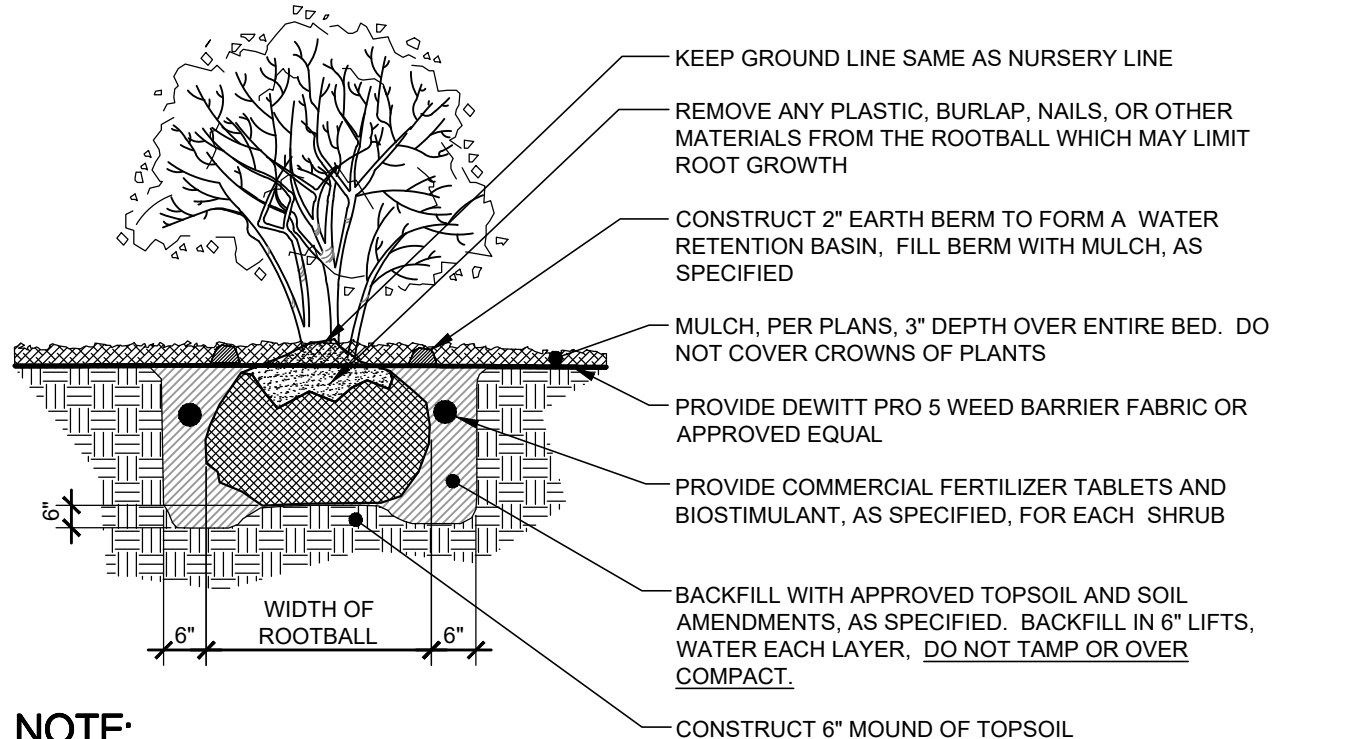 KEEP GROUND LINE SAME AS NURSERY LINE
REMOVE ANY PLASTIC, BURLAP, NAILS, OR OTHER
MATERIALS FROM THE ROOTBALL WHICH MAY LIMIT
ROOT GROWTH
CONSTRUCT 2" EARTH BERM TO FORM A WATER
RETENTION BASIN, FILL BERM WITH MULCH, AS
SPECIFIED
MULCH, PER PLANS, 3" DEPTH OVER ENTIRE BED. DO
NOT COVER CROWNS OF PLANTS
PROVIDE DEWITT PRO 5 WEED BARRIER FABRIC OR
APPROVED EQUAL
PROVIDE COMMERCIAL FERTILIZER TABLETS AND
BIOSTIMULANT, AS SPECIFIED, FOR EACH SHRUB
BACKFILL WITH APPROVED TOPSOIL AND SOIL
AMENDMENTS, AS SPECIFIED. BACKFILL IN 6" LIFTS,
WATER EACH LAYER, DO NOT TAMP OR OVER
COMPACT.
CONSTRUCT 6" MOUND OF TOPSOIL
6"
WIDTH OF
ROOTBALL
6"
6"
NOTE: